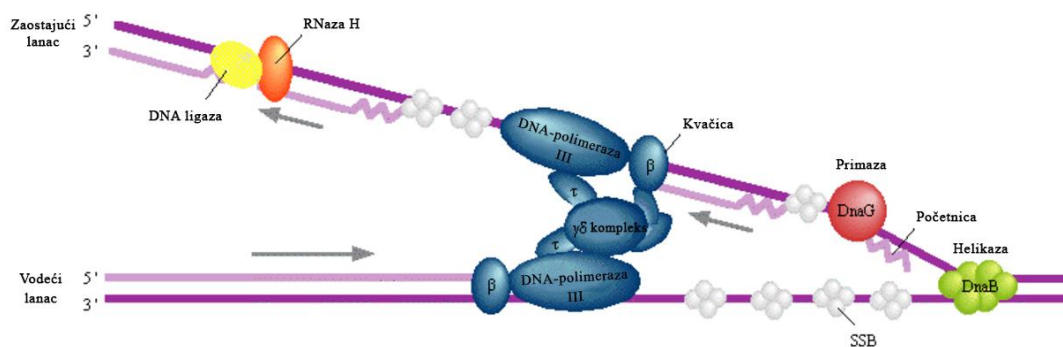 Zaostajući 5'
lanac
3'
RNaza H
DNA ligaza
DNA-polimeraza
III
β
Kvačica
τ
γδ kompleks
τ
Primaza
DnaG
Početnica
Helikaza
DnaB
Vodeći 5'
lanac 3'
β
DNA-polimeraza
III
SSB